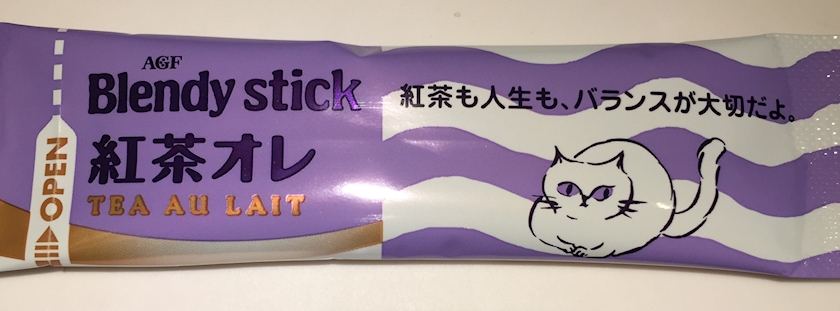 AGF
Blendy stick
紅茶オレ
TEA AU LAIT
OPEN
紅茶も人生も、バランスが大切だよ。